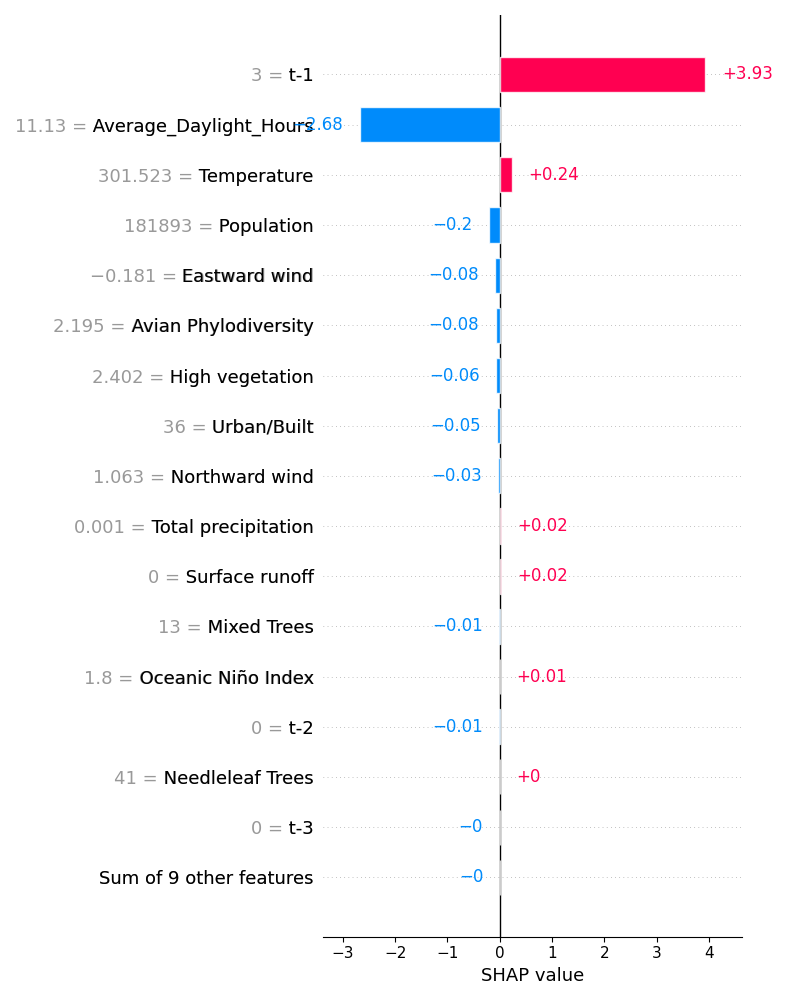 3 = t-1 +3.93
11.13 = Average_Daylight_Hours −2.68
301.523 = Temperature +0.24
181893 = Population −0.2
−0.181 = Eastward wind −0.08
2.195 = Avian Phylodiversity −0.08
2.402 = High vegetation −0.06
36 = Urban/Built −0.05
1.063 = Northward wind −0.03
0.001 = Total precipitation +0.02
0 = Surface runoff +0.02
13 = Mixed Trees −0.01
1.8 = Oceanic Niño Index +0.01
0 = t-2 −0.01
41 = Needleleaf Trees +0
0 = t-3 −0
Sum of 9 other features −0
−3 −2 −1 0 1 2 3 4
SHAP value